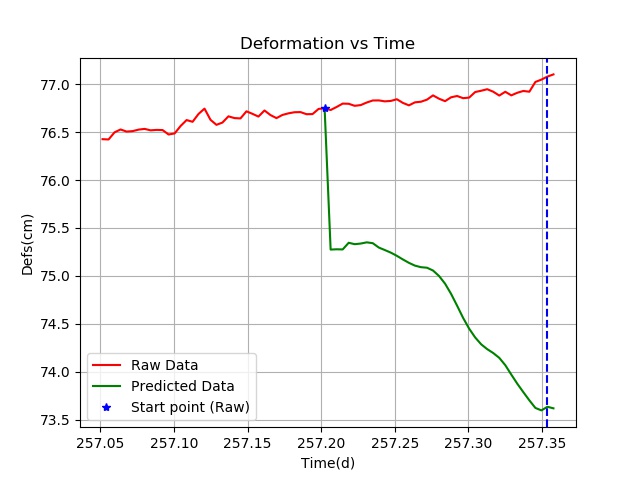 Deformation vs Time
Defs(cm)
77.0
76.5
76.0
75.5
75.0
74.5
74.0
73.5
Raw Data
Predicted Data
Start point (Raw)
257.05 257.10 257.15 257.20 257.25 257.30 257.35
Time(d)